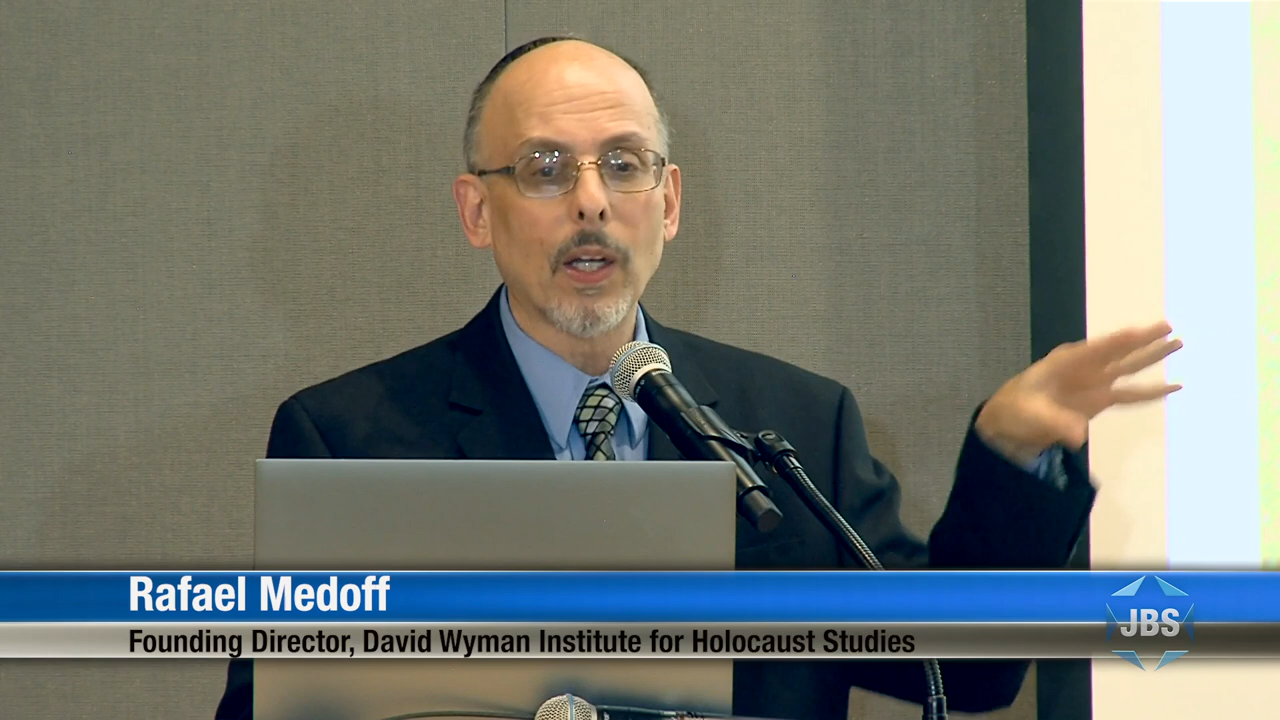 Rafael Medoff
Founding Director, David Wyman Institute for Holocaust Studies
JBS